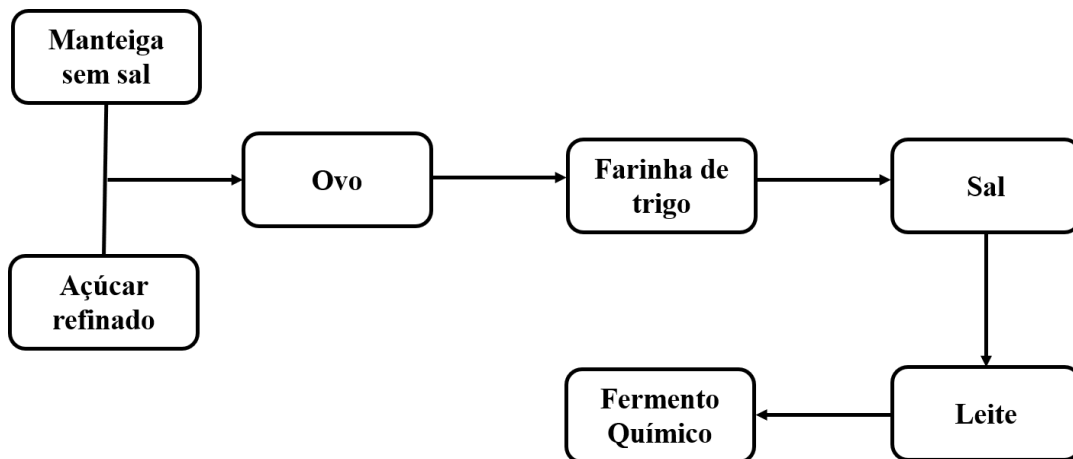 Manteiga
sem sal
Ovo
Farinha de
trigo
Sal
Açúcar
refinado
Fermento
Químico
Leite